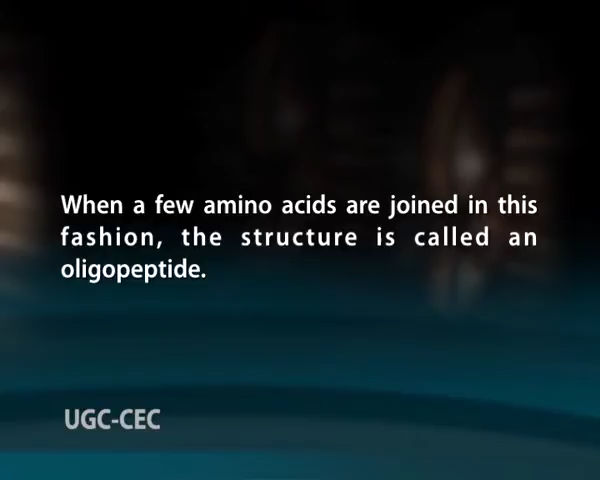 When a few amino acids are joined in this
fashion, the structure is called an
oligopeptide.
UGC-CEC